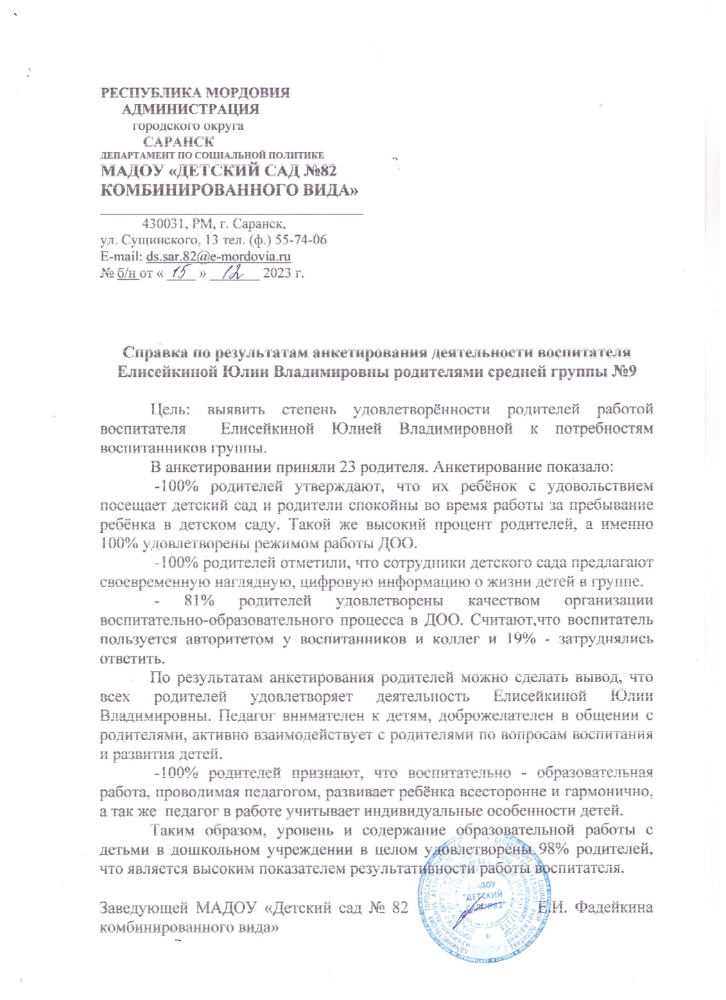 РЕСПУБЛИКА МОРДОВИЯ
АДМИНИСТРАЦИЯ
городского округа
САРАНСК
ДЕПАРТАМЕНТ ПО СОЦИАЛЬНОЙ ПОЛИТИКЕ
МАДОУ «ДЕТСКИЙ САД №82
КОМБИНИРОВАННОГО ВИДА»
430031, РМ, г. Саранск,
ул. Сущинского, 13 тел. (ф.) 55-74-06
E-mail: ds.sar.82@e-mordovia.ru
№ б/н от « 15 » 12 2023 г.
Справка по результатам анкетирования деятельности воспитателя
Елисейкиной Юлии Владимировны родителями средней группы №9
Цель: выявить степень удовлетворённости родителей работой
воспитателя Елисейкиной Юлией Владимировной к потребностям
воспитанников группы.
В анкетировании приняли 23 родителя. Анкетирование показало:
-100% родителей утверждают, что их ребёнок с удовольствием
посещает детский сад и родители спокойны во время работы за пребывание
ребёнка в детском саду. Такой же высокий процент родителей, а именно
100% удовлетворены режимом работы ДОО.
-100% родителей отметили, что сотрудники детского сада предлагают
своевременную наглядную, цифровую информацию о жизни детей в группе.
- 81% родителей удовлетворены качеством организации
воспитательно-образовательного процесса в ДОО. Считают,что воспитатель
пользуется авторитетом у воспитанников и коллег и 19% - затруднялись
ответить.
По результатам анкетирования родителей можно сделать вывод, что
всех родителей удовлетворяет деятельность Елисейкиной Юлии
Владимировны. Педагог внимателен к детям, доброжелателен в общении с
родителями, активно взаимодействует с родителями по вопросам воспитания
и развития детей.
-100% родителей признают, что воспитательно - образовательная
работа, проводимая педагогом, развивает ребёнка всесторонне и гармонично,
а так же педагог в работе учитывает индивидуальные особенности детей.
Таким образом, уровень и содержание образовательной работы с
детьми в дошкольном учреждении в целом удовлетворены 98% родителей,
что является высоким показателем результативности работы воспитателя.
Заведующей МАДОУ «Детский сад № 82 Е.И. Фадейкина
комбинированного вида»
"ДЕТСКИЙ